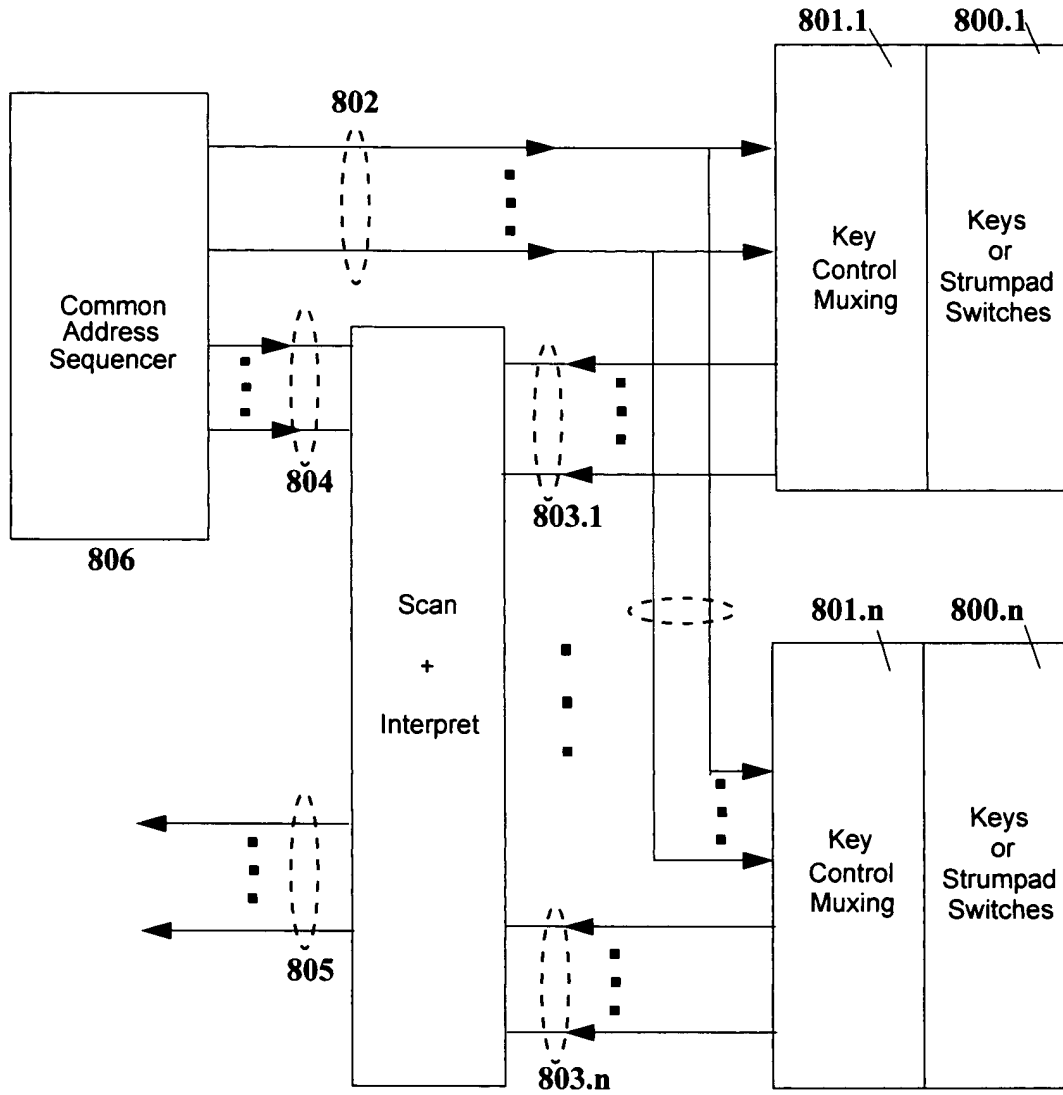 801.1
800.1
802
Common
Address
Sequencer
806
804
803.1
Key
Control
Muxing
Keys
or
Strumpad
Switches
Scan
+
Interpret
805
803.n
801.n
800.n
Key
Control
Muxing
Keys
or
Strumpad
Switches